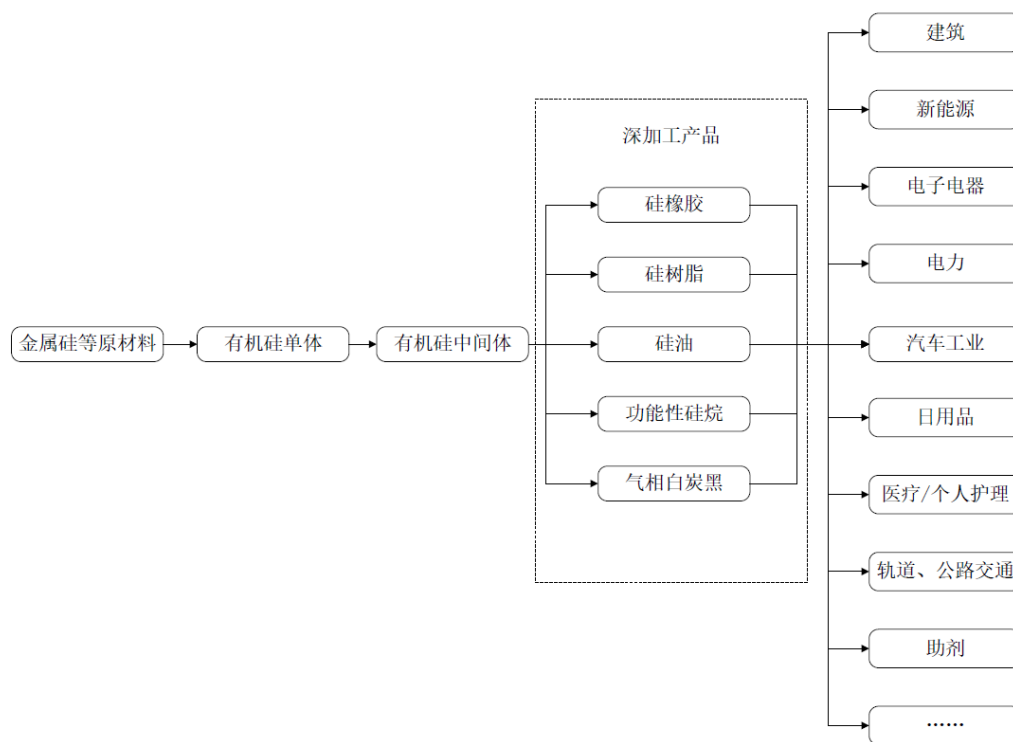 金属硅等原材料
有机硅单体
有机硅中间体
深加工产品
硅橡胶
硅树脂
硅油
功能性硅烷
气相白炭黑
建筑
新能源
电子电器
电力
汽车工业
日用品
医疗/个人护理
轨道、公路交通
助剂
……